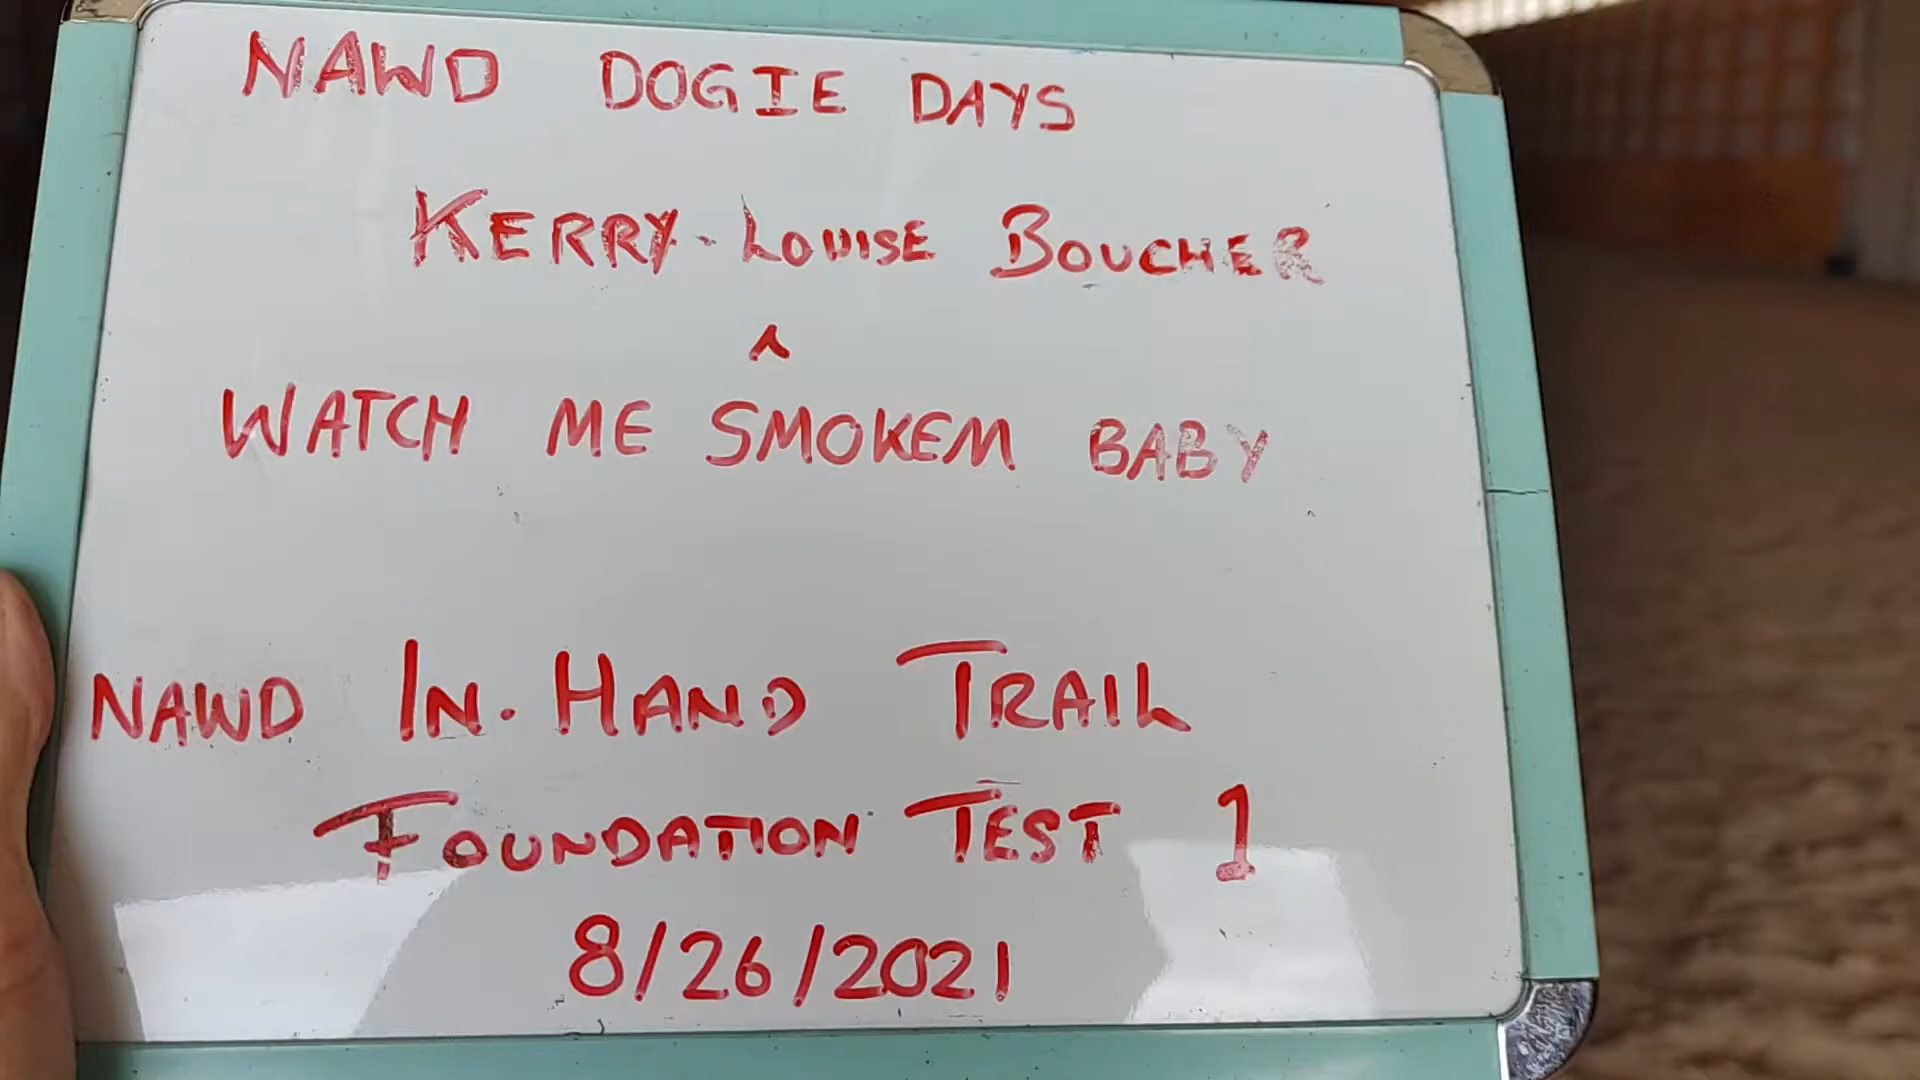 NAWD DOGIE DAYS
KERRY-LOUISE BOUCHER
WATCH ME SMOKEM BABY
NAWD IN-HAND TRAIL
FOUNDATION TEST 1
8/26/2021